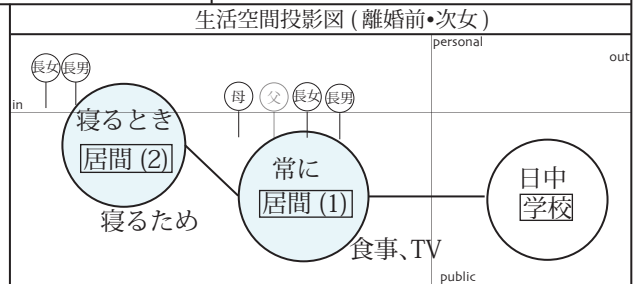 生活空間投影図 (離婚前•次女)
personal
out
長女 長男
in
母 父 長女 長男
寝るとき
居間 (2)
寝るため
常に
居間 (1)
食事、TV
日中
学校
public